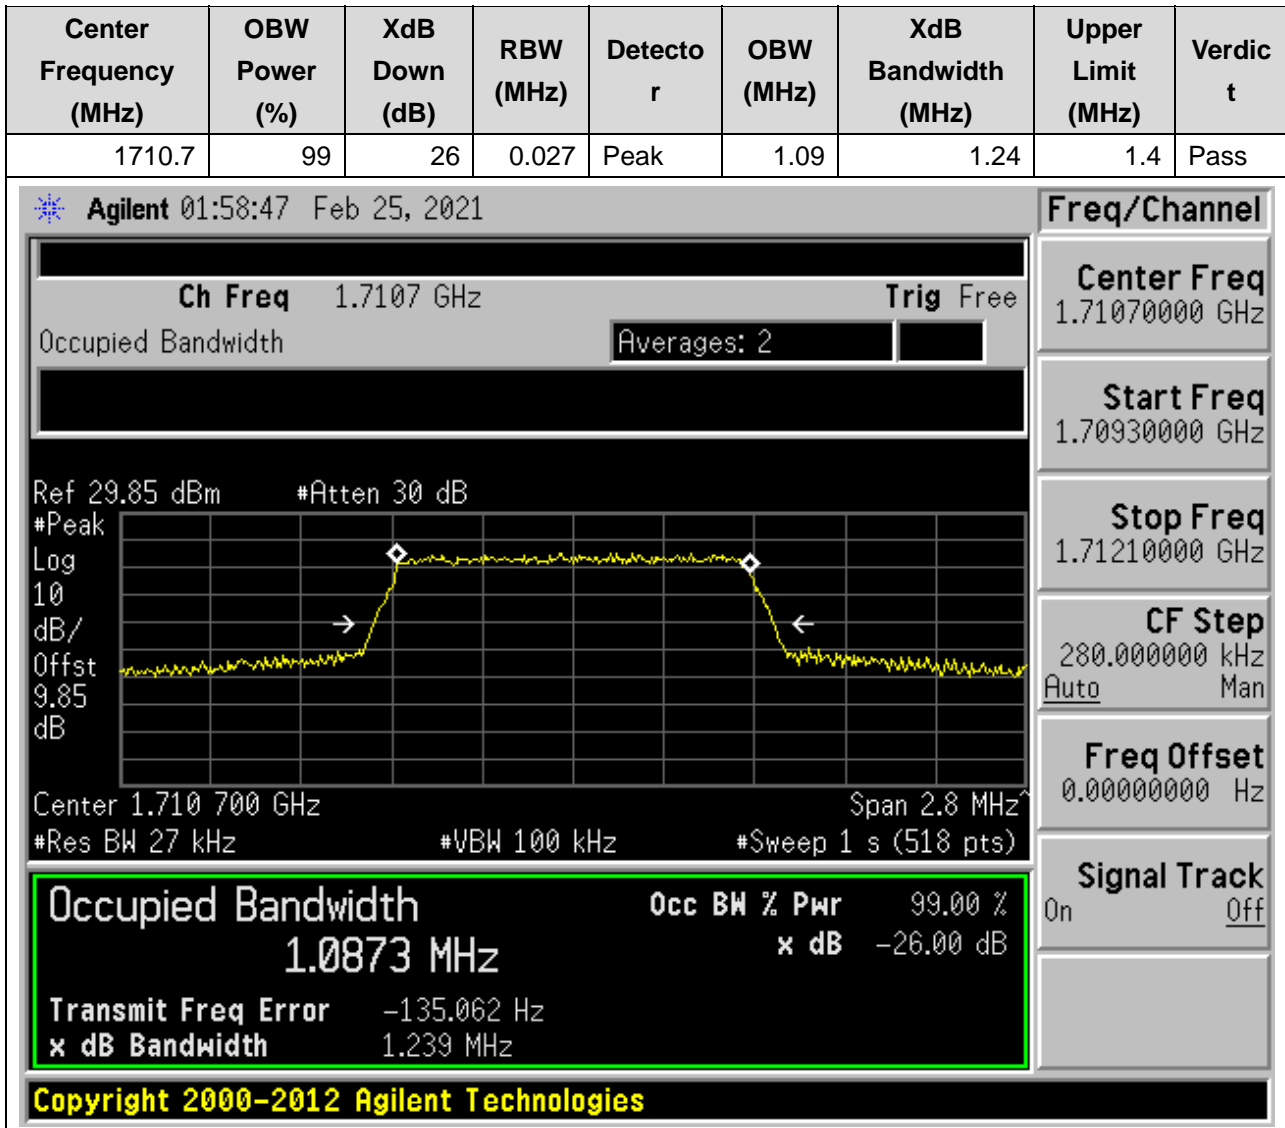 Center Frequency (MHz) OBW Power (%) XdB Down (dB) RBW (MHz) Detecto r OBW (MHz) XdB Bandwidth (MHz) Upper Limit (MHz) Verdic t
1710.7 99 26 0.027 Peak 1.09 1.24 1.4 Pass
Agilent 01:58:47 Feb 25, 2021
Freq/Channel
Ch Freq 1.7107 GHz Trig Free
Occupied Bandwidth Averages: 2
Center Freq
1.71070000 GHz
Start Freq
1.70930000 GHz
Stop Freq
1.71210000 GHz
CF Step
280.000000 kHz
Auto Man
Freq Offset
0.00000000 Hz
Signal Track
On Off
Ref 29.85 dBm #Atten 30 dB
#Peak
Log
10
dB/
Offst
9.85
dB
Center 1.710 700 GHz Span 2.8 MHz^
#Res BW 27 kHz #VBW 100 kHz #Sweep 1 s (518 pts)
Occupied Bandwidth Occ BW % Pwr 99.00 %
1.0873 MHz x dB -26.00 dB
Transmit Freq Error -135.062 Hz
x dB Bandwidth 1.239 MHz
Copyright 2000-2012 Agilent Technologies